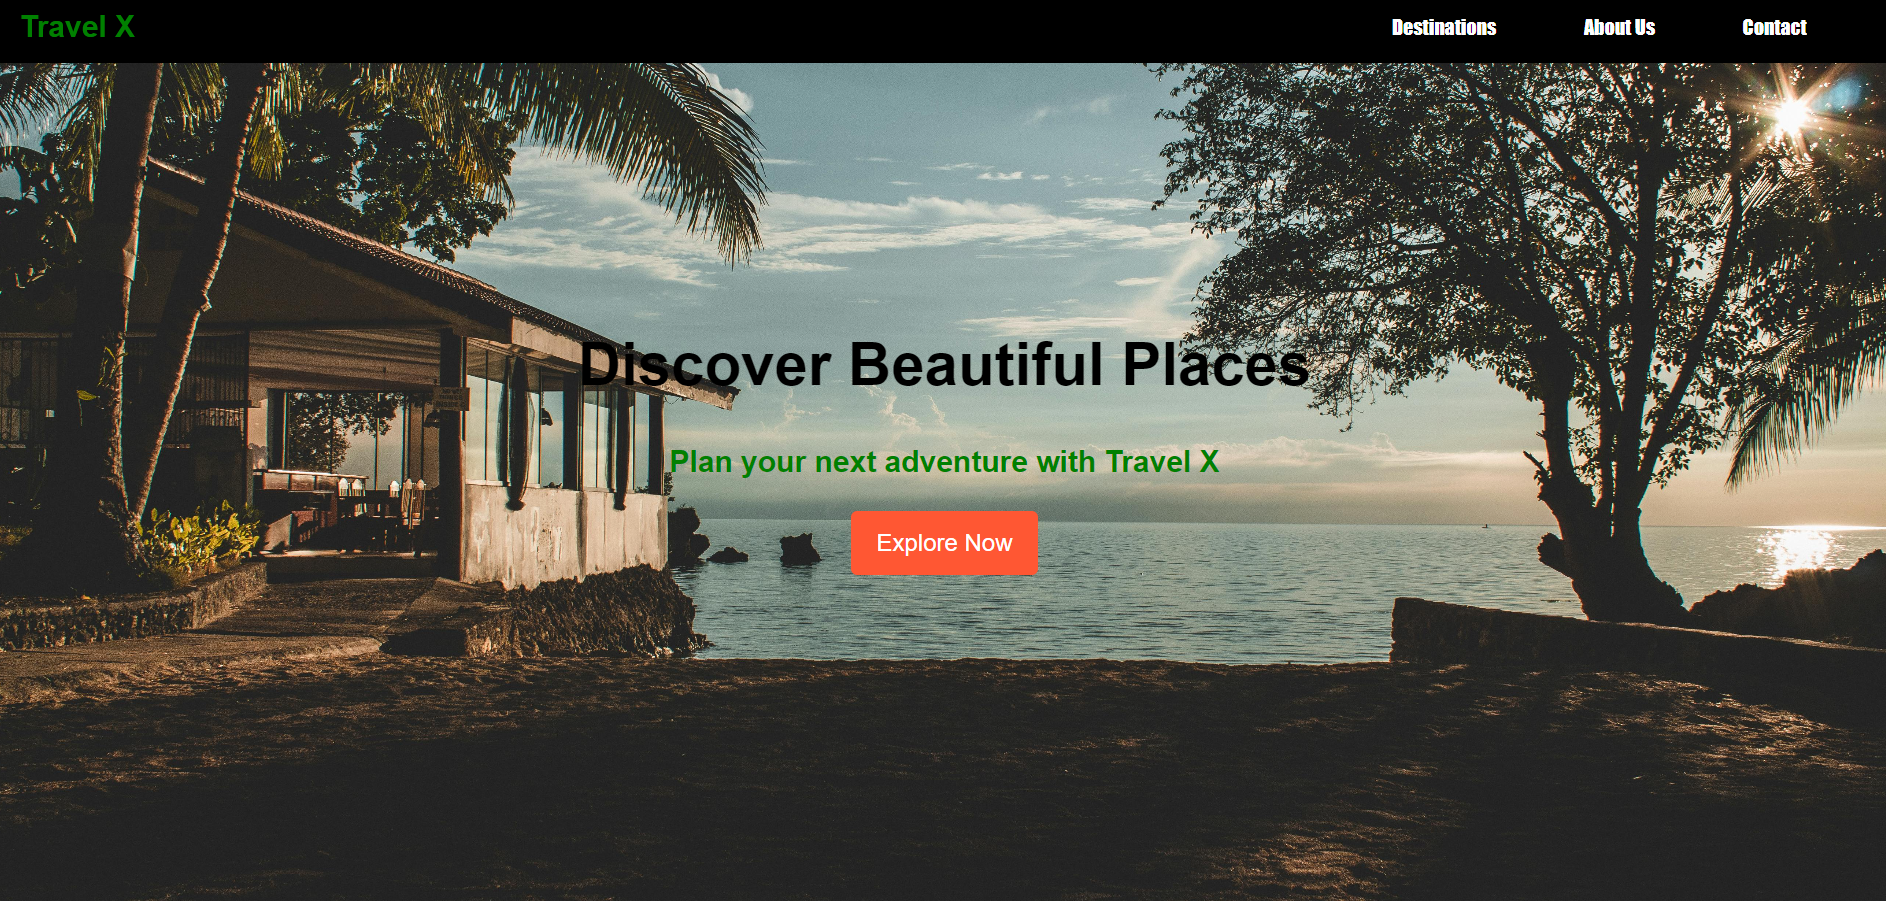 Travel X
Destinations
About Us
Contact
Discover Beautiful Places
Plan your next adventure with Travel X
Explore Now